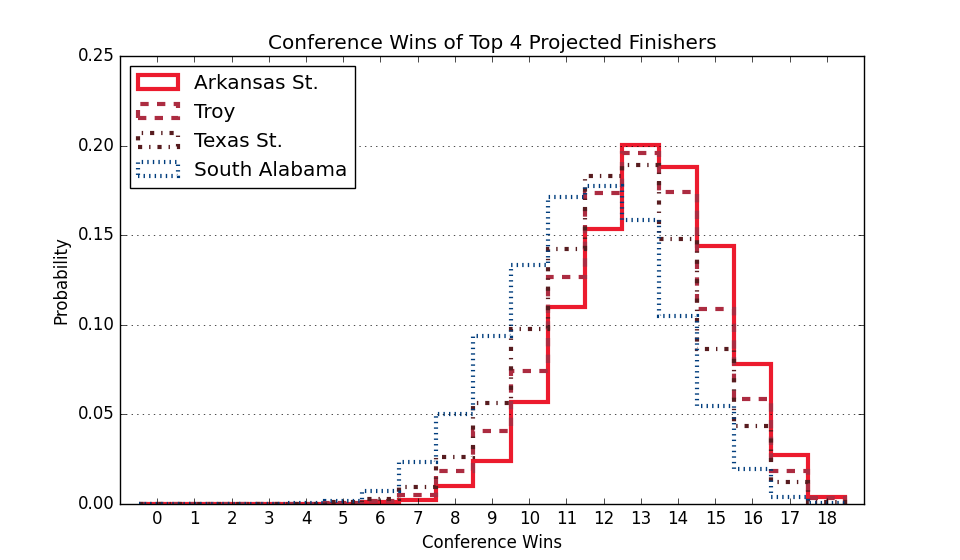 Conference Wins of Top 4 Projected Finishers
0.25
0.20
0.15
0.10
0.05
0.00
Probability
Arkansas St.
Troy
Texas St.
South Alabama
0 1 2 3 4 5 6 7 8 9 10 11 12 13 14 15 16 17 18
Conference Wins